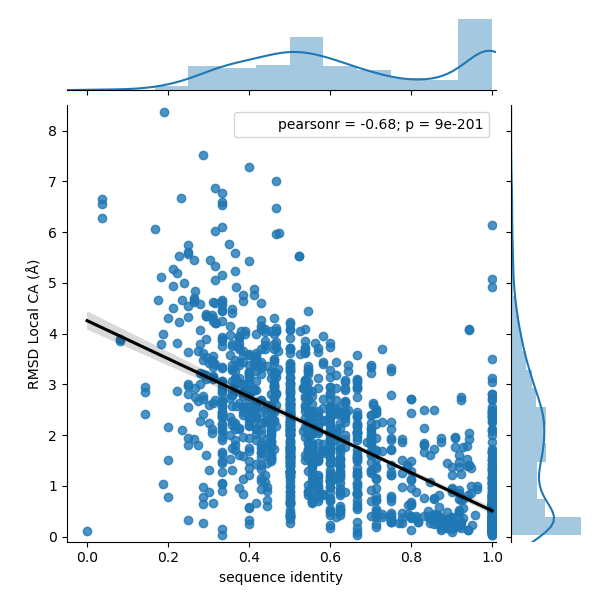 pearsonr = -0.68; p = 9e-201
8
7
6
5
4
3
2
1
0
RMSD Local CA (Å)
0.0 0.2 0.4 0.6 0.8 1.0
sequence identity